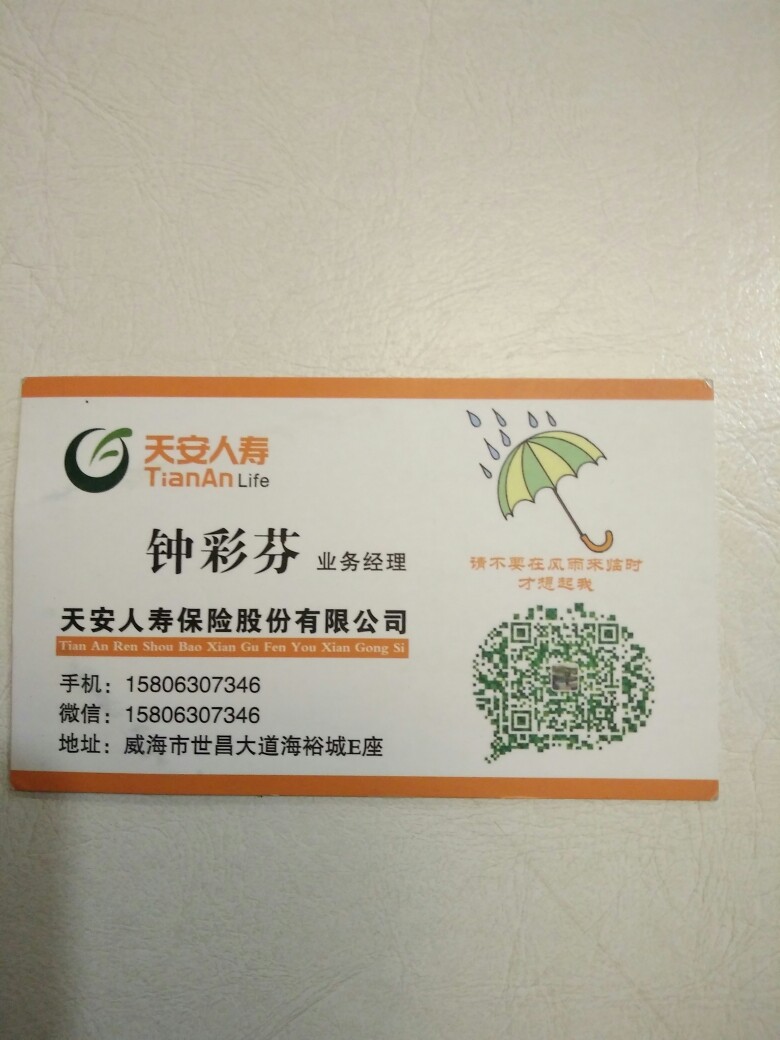 天安人寿
TianAn Life
钟彩芬 业务经理
天安人寿保险股份有限公司
Tian An Ren Shou Bao Xian Gu Fen You Xian Gong Si
手机：15806307346
微信：15806307346
地址：威海市世昌大道海裕城E座
请不要在风雨来临时
才想起我